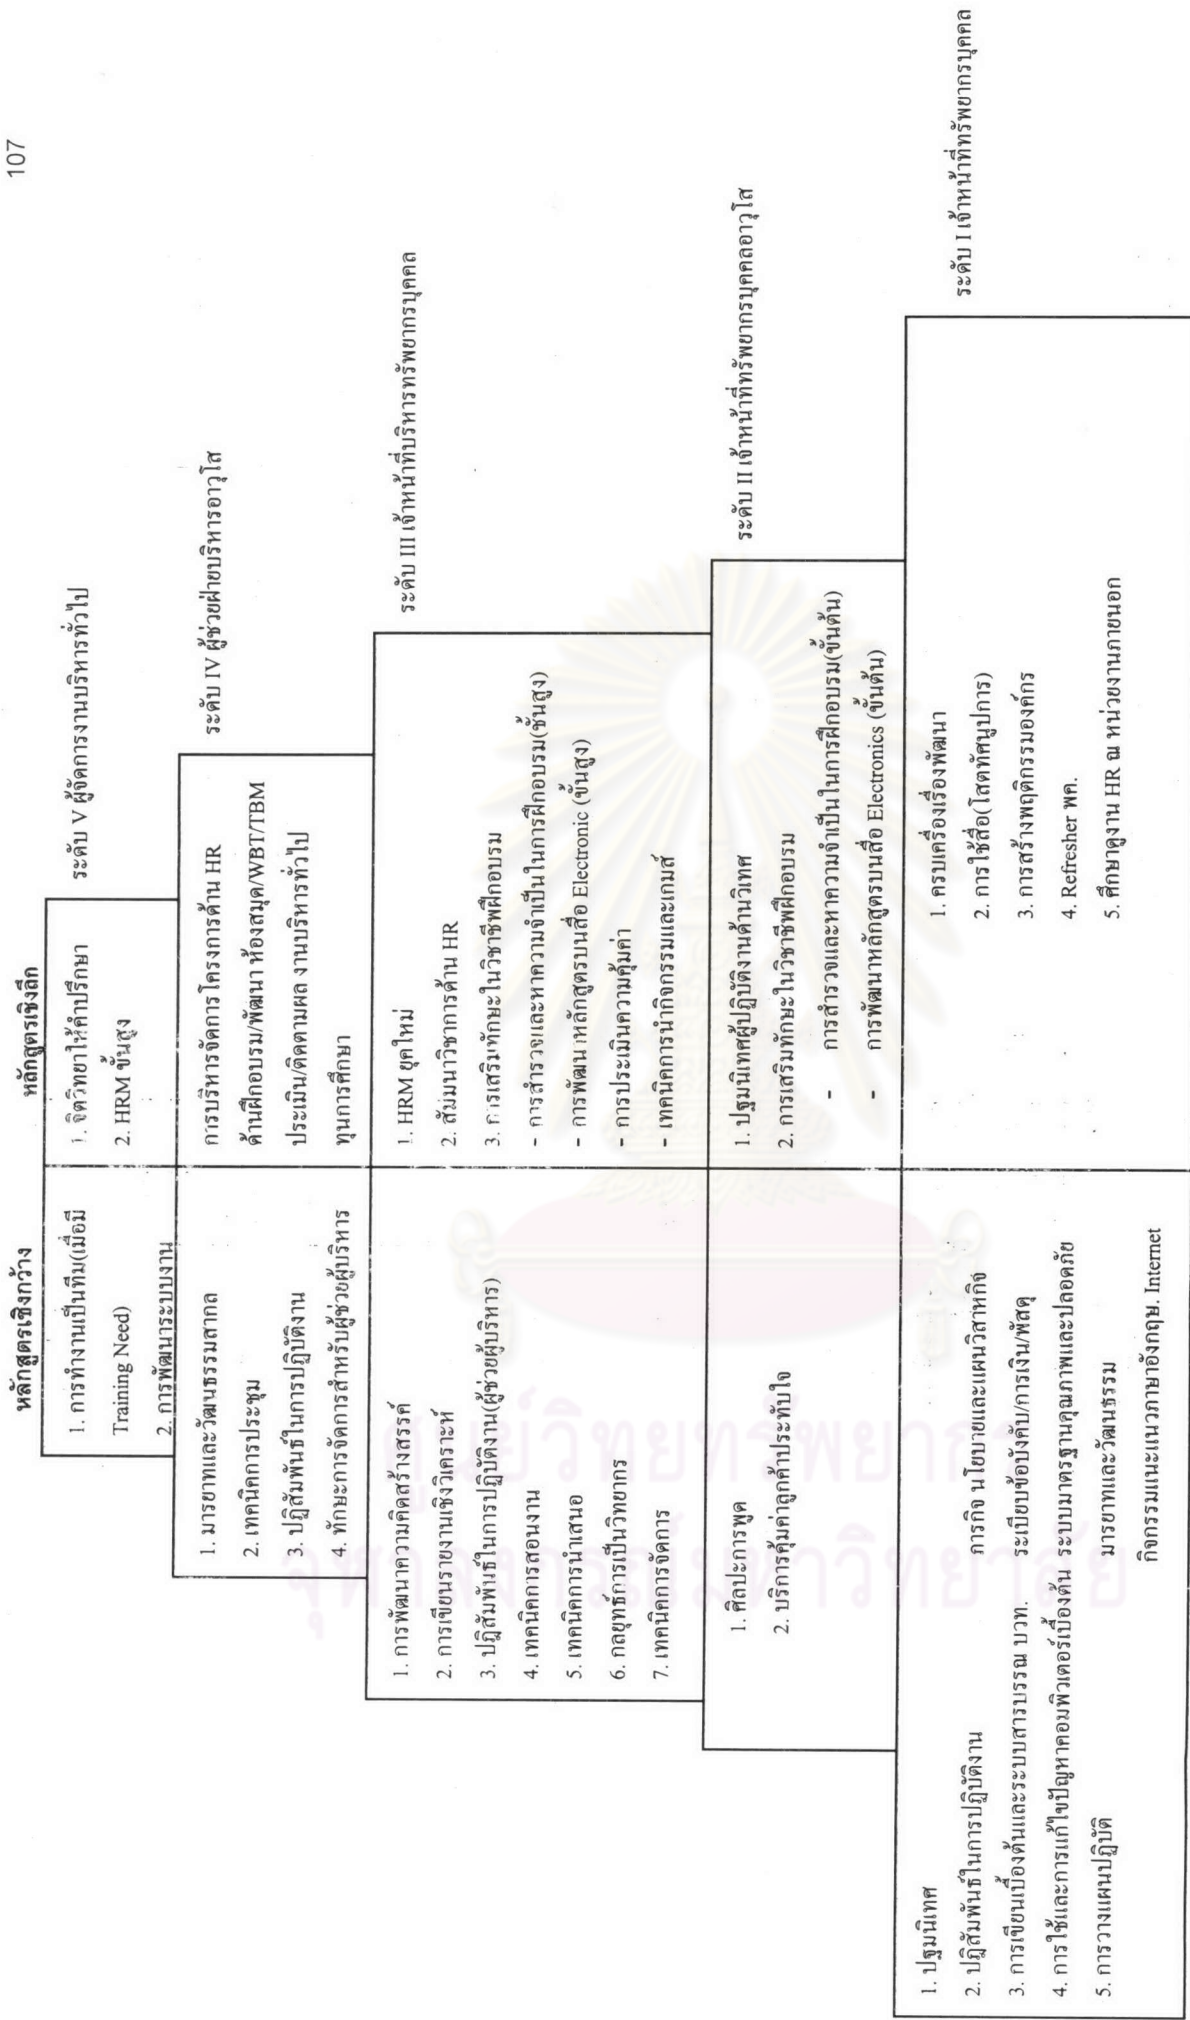 107
หลักสูตรเชิงกว้าง
หลักสูตรเชิงลึก
1. การทำงานเป็นทีม(เมื่อมี
Training Need)
2. การพัฒนาระบบงาน
1. จิตวิทยาให้คำปรึกษา
2. HRM ขั้นสูง
ระดับ V ผู้จัดการงานบริหารทั่วไป
1. มารยาทและวัฒนธรรมสากล
2. เทคนิคการประชุม
3. ปฏิสัมพันธ์ในการปฏิบัติงาน
4. ทักษะการจัดการสำหรับผู้ช่วยผู้บริหาร
การบริหารจัดการโครงการด้าน HR
ด้านฝึกอบรม/พัฒนา ห้องสมุด/WBT/TBM
ประเมิน/ติดตามผล งานบริหารทั่วไป
ทุนการศึกษา
ระดับ IV ผู้ช่วยฝ่ายบริหารอาวุโส
1. การพัฒนาความคิดสร้างสรรค์
2. การเขียนรายงานเชิงวิเคราะห์
3. ปฏิสัมพันธ์ในการปฏิบัติงาน(ผู้ช่วยผู้บริหาร)
4. เทคนิคการสอนงาน
5. เทคนิคการนำเสนอ
6. กลยุทธ์การเป็นวิทยากร
7. เทคนิคการจัดการ
1. HRM ยุคใหม่
2. สัมมนาวิชาการด้าน HR
3. การเสริมทักษะในวิชาชีพฝึกอบรม
- การสำรวจและหาความจำเป็นในการฝึกอบรม(ชั้นสูง)
- การพัฒนาหลักสูตรบนสื่อ Electronic (ขั้นสูง)
- การประเมินความคุ้มค่า
- เทคนิคการนำกิจกรรมและเกมส์
ระดับ III เจ้าหน้าที่บริหารทรัพยากรบุคคล
1. ศิลปะการพูด
2. บริการคุ้มค่าลูกค้าประทับใจ
1. ปฐมนิเทศผู้ปฏิบัติงานด้านวิเทศ
2. การเสริมทักษะในวิชาชีพฝึกอบรม
- การสำรวจและหาความจำเป็นในการฝึกอบรม(ขั้นต้น)
- การพัฒนาหลักสูตรบนสื่อ Electronics (ขั้นต้น)
ระดับ II เจ้าหน้าที่ทรัพยากรบุคคลอาวุโส
1. ปฐมนิเทศ
2. ปฏิสัมพันธ์ในการปฏิบัติงาน ภารกิจ นโยบายและแผนวิสาหกิจ
3. การเขียนเบื้องต้นและระบบสารบรรณ บวท. ระเบียบข้อบังคับ/การเงิน/พัสดุ
4. การใช้และการแก้ไขปัญหาคอมพิวเตอร์เบื้องต้น ระบบมาตรฐานคุณภาพและปลอดภัย
5. การวางแผนปฏิบัติ มารยาทและวัฒนธรรม
กิจกรรมแนะแนวภาษาอังกฤษ. Internet
1. ครบเครื่องเรื่องพัฒนา
2. การใช้สื่อ(โสตทัศนูปการ)
3. การสร้างพฤติกรรมองค์กร
4. Refresher พค.
5. ศึกษาดูงาน HR ณ หน่วยงานภายนอก
ระดับ I เจ้าหน้าที่ทรัพยากรบุคคล
ศูนย์วิทยทรัพยากร
จุฬาลงกรณ์มหาวิทยาลัย